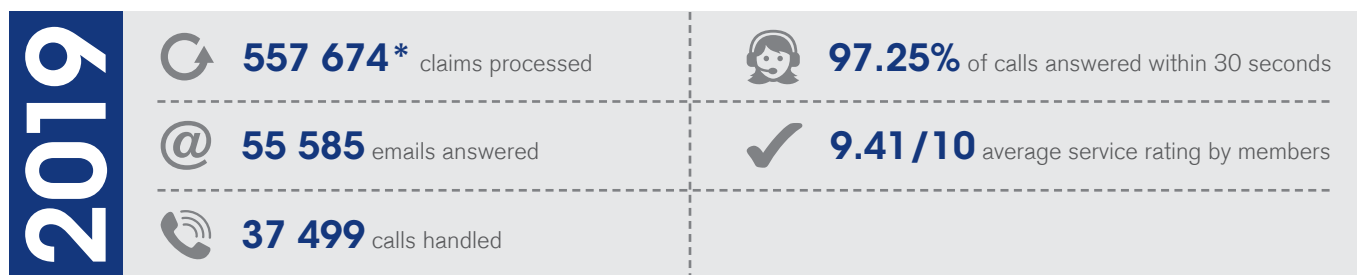 2019
557 674* claims processed
55 585 emails answered
37 499 calls handled
97.25% of calls answered within 30 seconds
9.41/10 average service rating by members